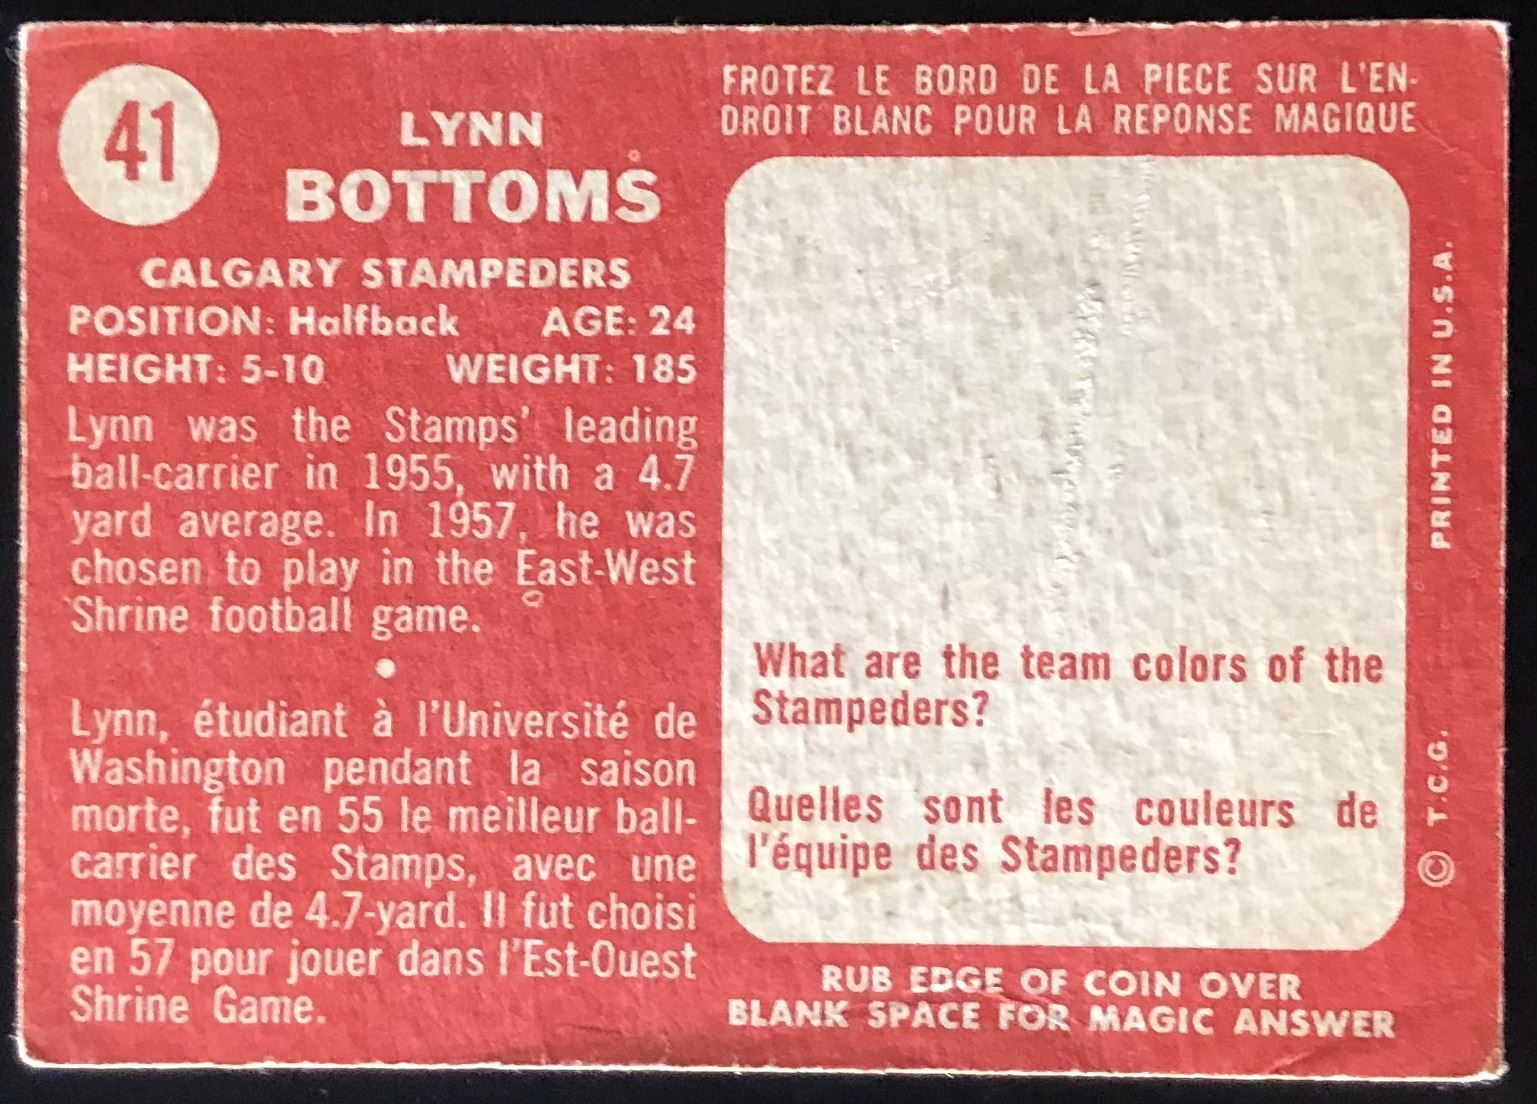 41
LYNN
BOTTOMS
CALGARY STAMPEDERS
POSITION: Halfback AGE: 24
HEIGHT: 5-10 WEIGHT: 185
Lynn was the Stamps' leading
ball-carrier in 1955, with a 4.7
yard average. In 1957, he was
chosen to play in the East-West
Shrine football game.
Lynn, étudiant à l'Université de
Washington pendant la saison
morte, fut en 55 le meilleur ball-
carrier des Stamps, avec une
moyenne de 4.7-yard. Il fut choisi
en 57 pour jouer dans l'Est-Ouest
Shrine Game.
FROTEZ LE BORD DE LA PIECE SUR L'EN-
DROIT BLANC POUR LA REPONSE MAGIQUE
What are the team colors of the
Stampeders?
Quelles sont les couleurs de
l'équipe des Stampeders?
RUB EDGE OF COIN OVER
BLANK SPACE FOR MAGIC ANSWER
© T.C.G. PRINTED IN U.S.A.